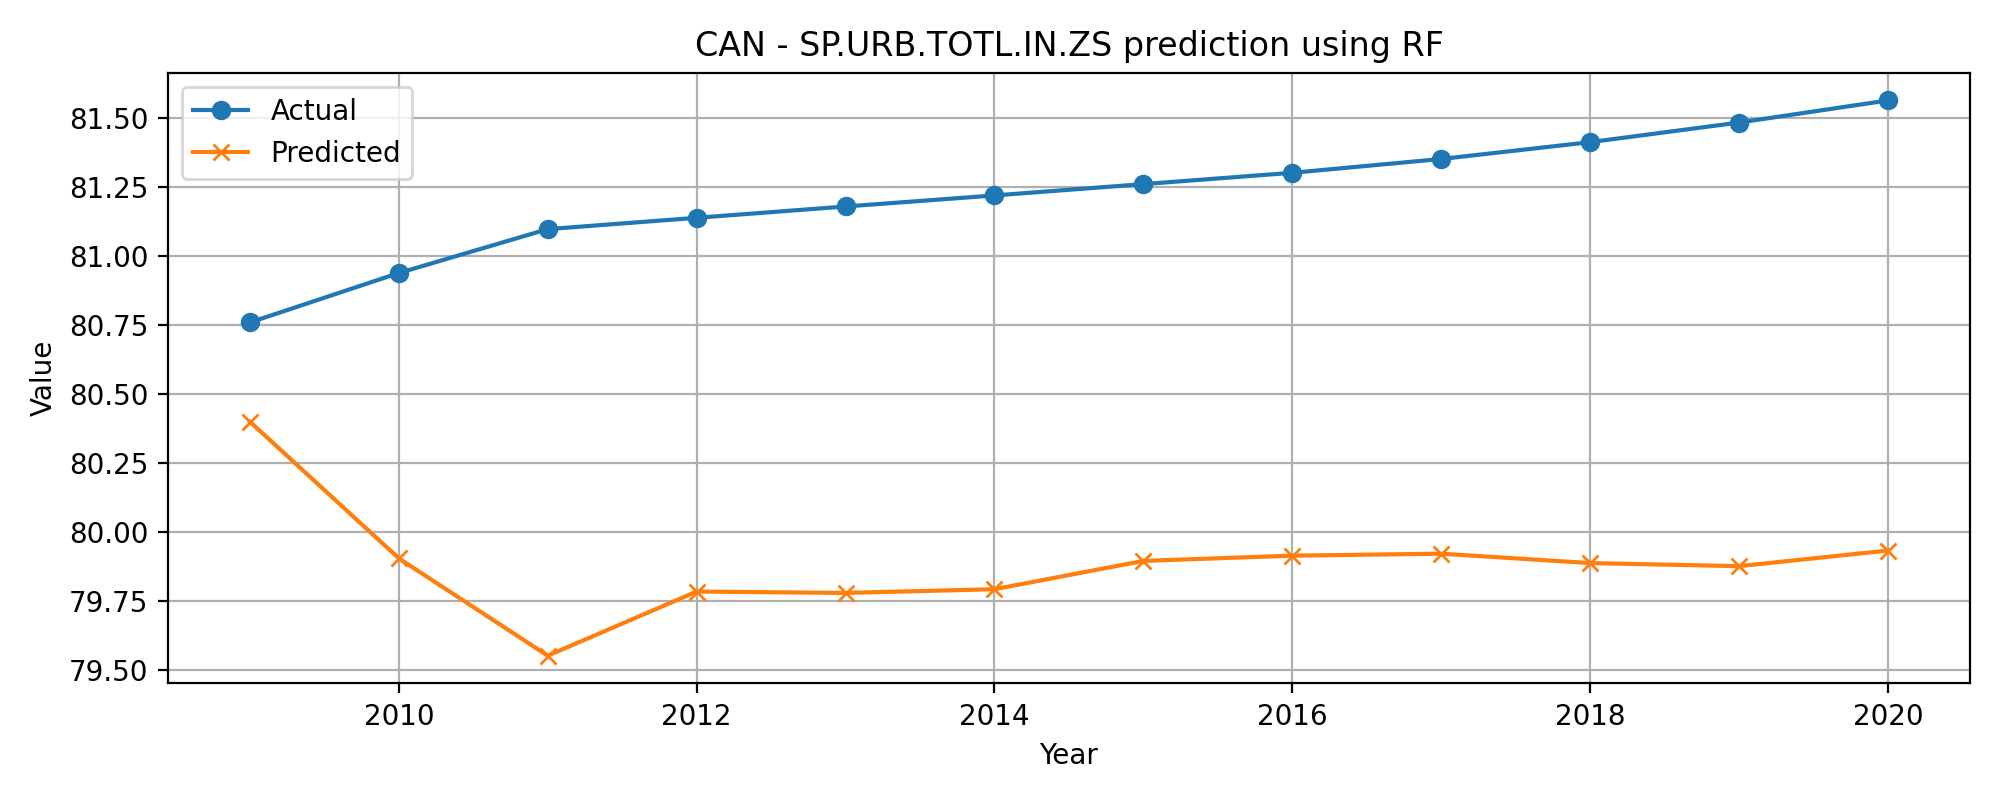 CAN - SP.URB.TOTL.IN.ZS prediction using RF
Actual
Predicted
81.50
81.25
81.00
80.75
80.50
80.25
80.00
79.75
79.50
Value
2010 2012 2014 2016 2018 2020
Year